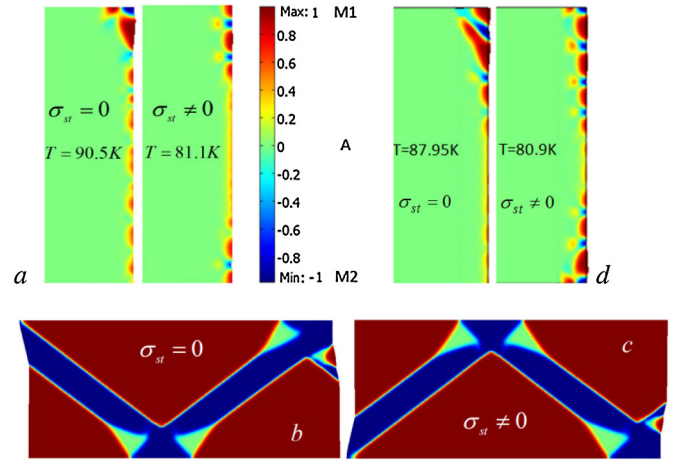 Max: 1 M1
0.8
0.6
0.4
0.2
0
-0.2
-0.4
-0.6
-0.8
Min: -1 M2
A
σst = 0
T = 90.5K
σst ≠ 0
T = 81.1K
a
T=87.95K
σst = 0
T=80.9K
σst ≠ 0
d
σst = 0
b
c
σst ≠ 0